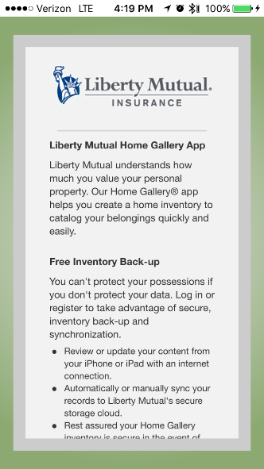 Verizon LTE 4:19 PM 100%
Liberty Mutual.
INSURANCE
Liberty Mutual Home Gallery App
Liberty Mutual understands how
much you value your personal
property. Our Home Gallery® app
helps you create a home inventory to
catalog your belongings quickly and
easily.
Free Inventory Back-up
You can't protect your possessions if
you don't protect your data. Log in or
register to take advantage of secure,
inventory back-up and
synchronization.
• Review or update your content from
your iPhone or iPad with an internet
connection.
• Automatically or manually sync your
records to Liberty Mutual's secure
storage cloud.
• Rest assured your Home Gallery
inventory is secure in the event of